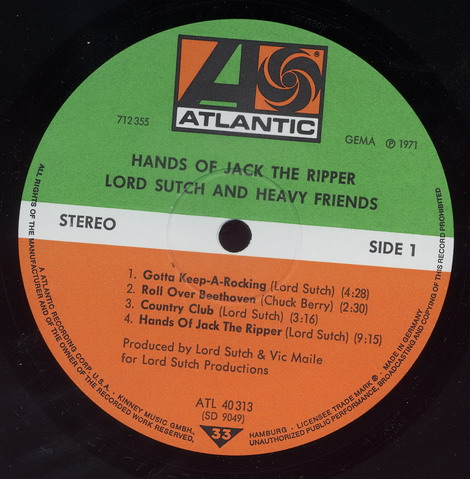 ATLANTIC
®
712 355
GEMA ℗ 1971
HANDS OF JACK THE RIPPER
LORD SUTCH AND HEAVY FRIENDS
STEREO
SIDE 1
1. Gotta Keep-A-Rocking (Lord Sutch) (4:28)
2. Roll Over Beethoven (Chuck Berry) (2:30)
3. Country Club (Lord Sutch) (3:16)
4. Hands Of Jack The Ripper (Lord Sutch) (9:15)
Produced by Lord Sutch & Vic Maile
for Lord Sutch Productions
ATL 40 313
(SD 9049)
33
ALL RIGHTS OF THE MANUFACTURER AND OF THE OWNER OF THE RECORDED WORK RESERVED.
A ATLANTIC RECORDING CORP. U.S.A. - KINNEY MUSIC GMBH.
HAMBURG - LICENSEE TRADE MARK ® - MADE IN GERMANY
UNAUTHORIZED PUBLIC PERFORMANCE, BROADCASTING AND COPYING OF THIS RECORD PROHIBITED